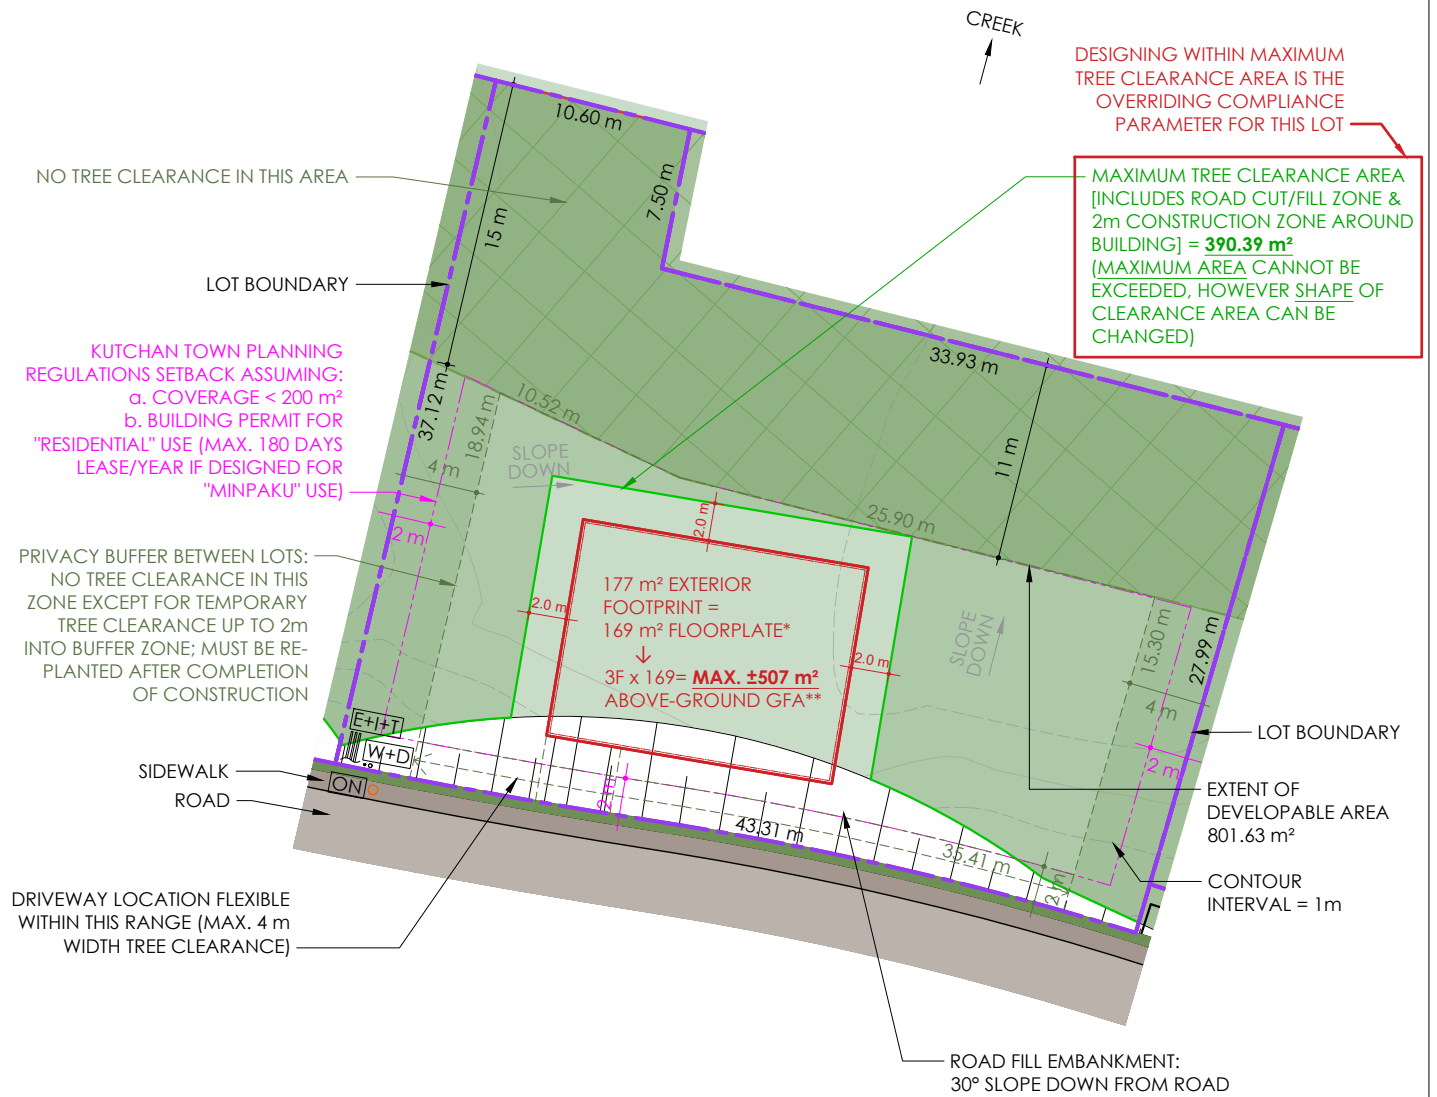 CREEK
DESIGNING WITHIN MAXIMUM
TREE CLEARANCE AREA IS THE
OVERRIDING COMPLIANCE
PARAMETER FOR THIS LOT
10.60 m
NO TREE CLEARANCE IN THIS AREA
MAXIMUM TREE CLEARANCE AREA
[INCLUDES ROAD CUT/FILL ZONE &
2m CONSTRUCTION ZONE AROUND
BUILDING] = 390.39 m²
(MAXIMUM AREA CANNOT BE
EXCEEDED, HOWEVER SHAPE OF
CLEARANCE AREA CAN BE
CHANGED)
7.50 m
15 m
LOT BOUNDARY
KUTCHAN TOWN PLANNING
REGULATIONS SETBACK ASSUMING:
a. COVERAGE < 200 m²
b. BUILDING PERMIT FOR
"RESIDENTIAL" USE (MAX. 180 DAYS
LEASE/YEAR IF DESIGNED FOR
"MINPAKU" USE)
33.93 m
37.12 m
18.94 m
10.52 m
11 m
4 m
SLOPE
DOWN
2 m
2.0 m
25.90 m
PRIVACY BUFFER BETWEEN LOTS:
NO TREE CLEARANCE IN THIS
ZONE EXCEPT FOR TEMPORARY
TREE CLEARANCE UP TO 2m
INTO BUFFER ZONE; MUST BE RE-
PLANTED AFTER COMPLETION
OF CONSTRUCTION
2.0 m
177 m² EXTERIOR
FOOTPRINT =
169 m² FLOORPLATE*
↓
3F x 169= MAX. ±507 m²
ABOVE-GROUND GFA**
2.0 m
SLOPE
DOWN
15.30 m
27.99 m
4 m
2 m
LOT BOUNDARY
E+I+T
W+D
ON
SIDEWALK
ROAD
2 m
43.31 m
35.41 m
2 m
EXTENT OF
DEVELOPABLE AREA
801.63 m²
CONTOUR
INTERVAL = 1m
DRIVEWAY LOCATION FLEXIBLE
WITHIN THIS RANGE (MAX. 4 m
WIDTH TREE CLEARANCE)
ROAD FILL EMBANKMENT:
30° SLOPE DOWN FROM ROAD